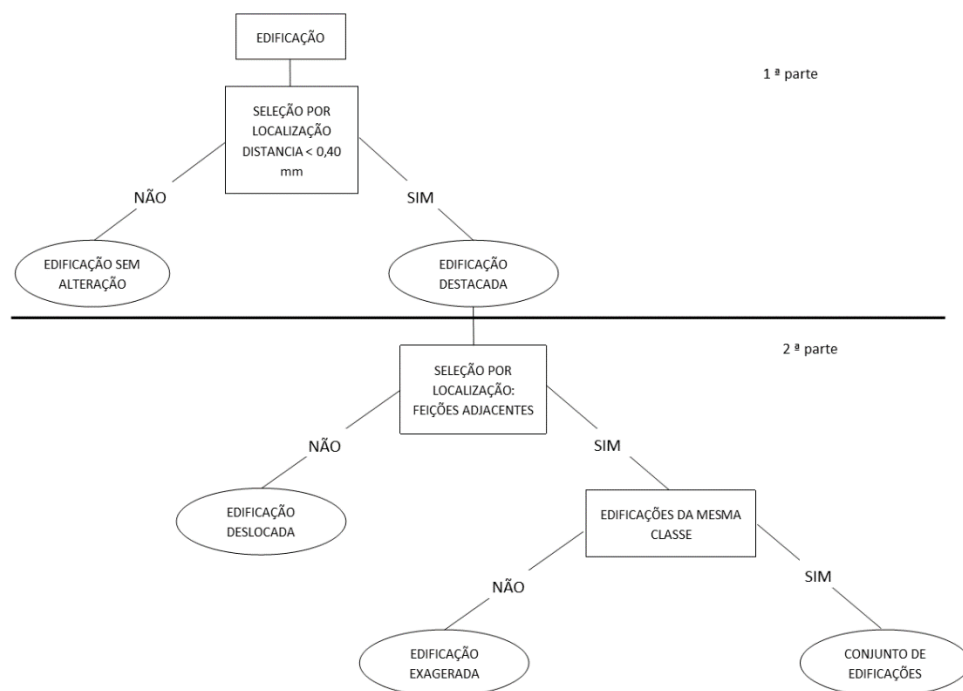 EDIFICAÇÃO
1 ª parte
SELEÇÃO POR
LOCALIZAÇÃO
DISTANCIA < 0,40
mm
NÃO
SIM
EDIFICAÇÃO SEM
ALTERAÇÃO
EDIFICAÇÃO
DESTACADA
2 ª parte
SELEÇÃO POR
LOCALIZAÇÃO:
FEIÇÕES ADJACENTES
NÃO
SIM
EDIFICAÇÃO
DESLOCADA
EDIFICAÇÕES DA MESMA
CLASSE
NÃO
SIM
EDIFICAÇÃO
EXAGERADA
CONJUNTO DE
EDIFICAÇÕES